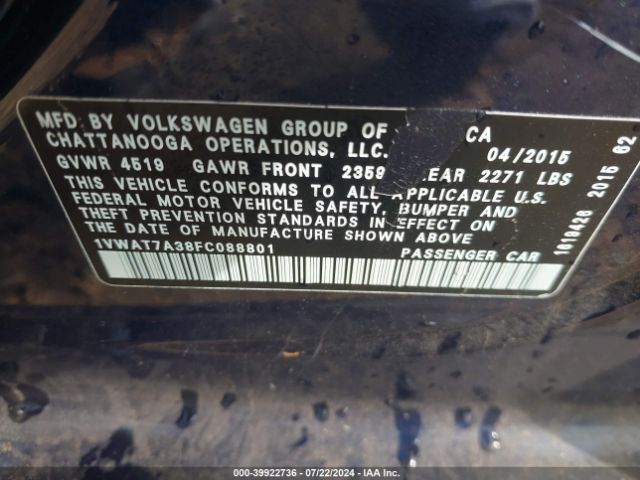 MFD. BY VOLKSWAGEN GROUP OF CA
CHATTANOOGA OPERATIONS, LLC. 04/2015
GVWR 4519 GAWR FRONT 2359 EAR 2271 LBS
THIS VEHICLE CONFORMS TO ALL APPLICABLE U.S.
FEDERAL MOTOR VEHICLE SAFETY, BUMPER AND
THEFT PREVENTION STANDARDS IN EFFECT ON
THE DATE OF MANUFACTURE SHOWN ABOVE
1VWAT7A38FC088801 PASSENGER CAR
1619426 2015 62
000-39922736 - 07/22/2024 - IAA Inc.